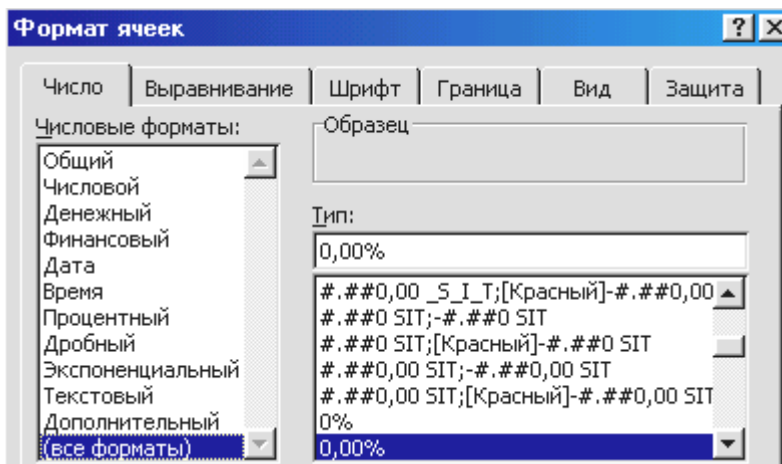 Формат ячеек
Число
Выравнивание
Шрифт
Граница
Вид
Защита
Числовые форматы:
Общий
Числовой
Денежный
Финансовый
Дата
Время
Процентный
Дробный
Экспоненциальный
Текстовый
Дополнительный
(все форматы)
Образец
Тип:
0,00%
#.##0,00 _S_I_T;[Красный]-#.##0,00
#.##0 SIT;-#.##0 SIT
#.##0 SIT;[Красный]-#.##0 SIT
#.##0,00 SIT;-#.##0,00 SIT
#.##0,00 SIT;[Красный]-#.##0,00 SIT
0%
0,00%